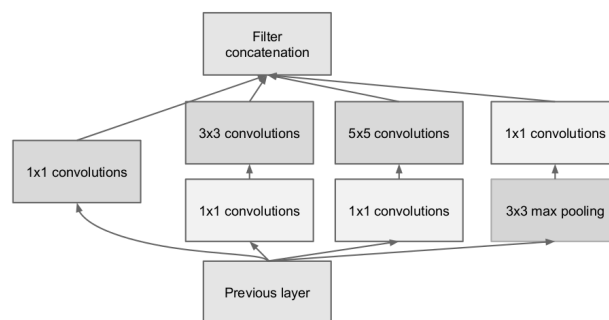 Filter
concatenation
3x3 convolutions
5x5 convolutions
1x1 convolutions
1x1 convolutions
1x1 convolutions
1x1 convolutions
3x3 max pooling
Previous layer